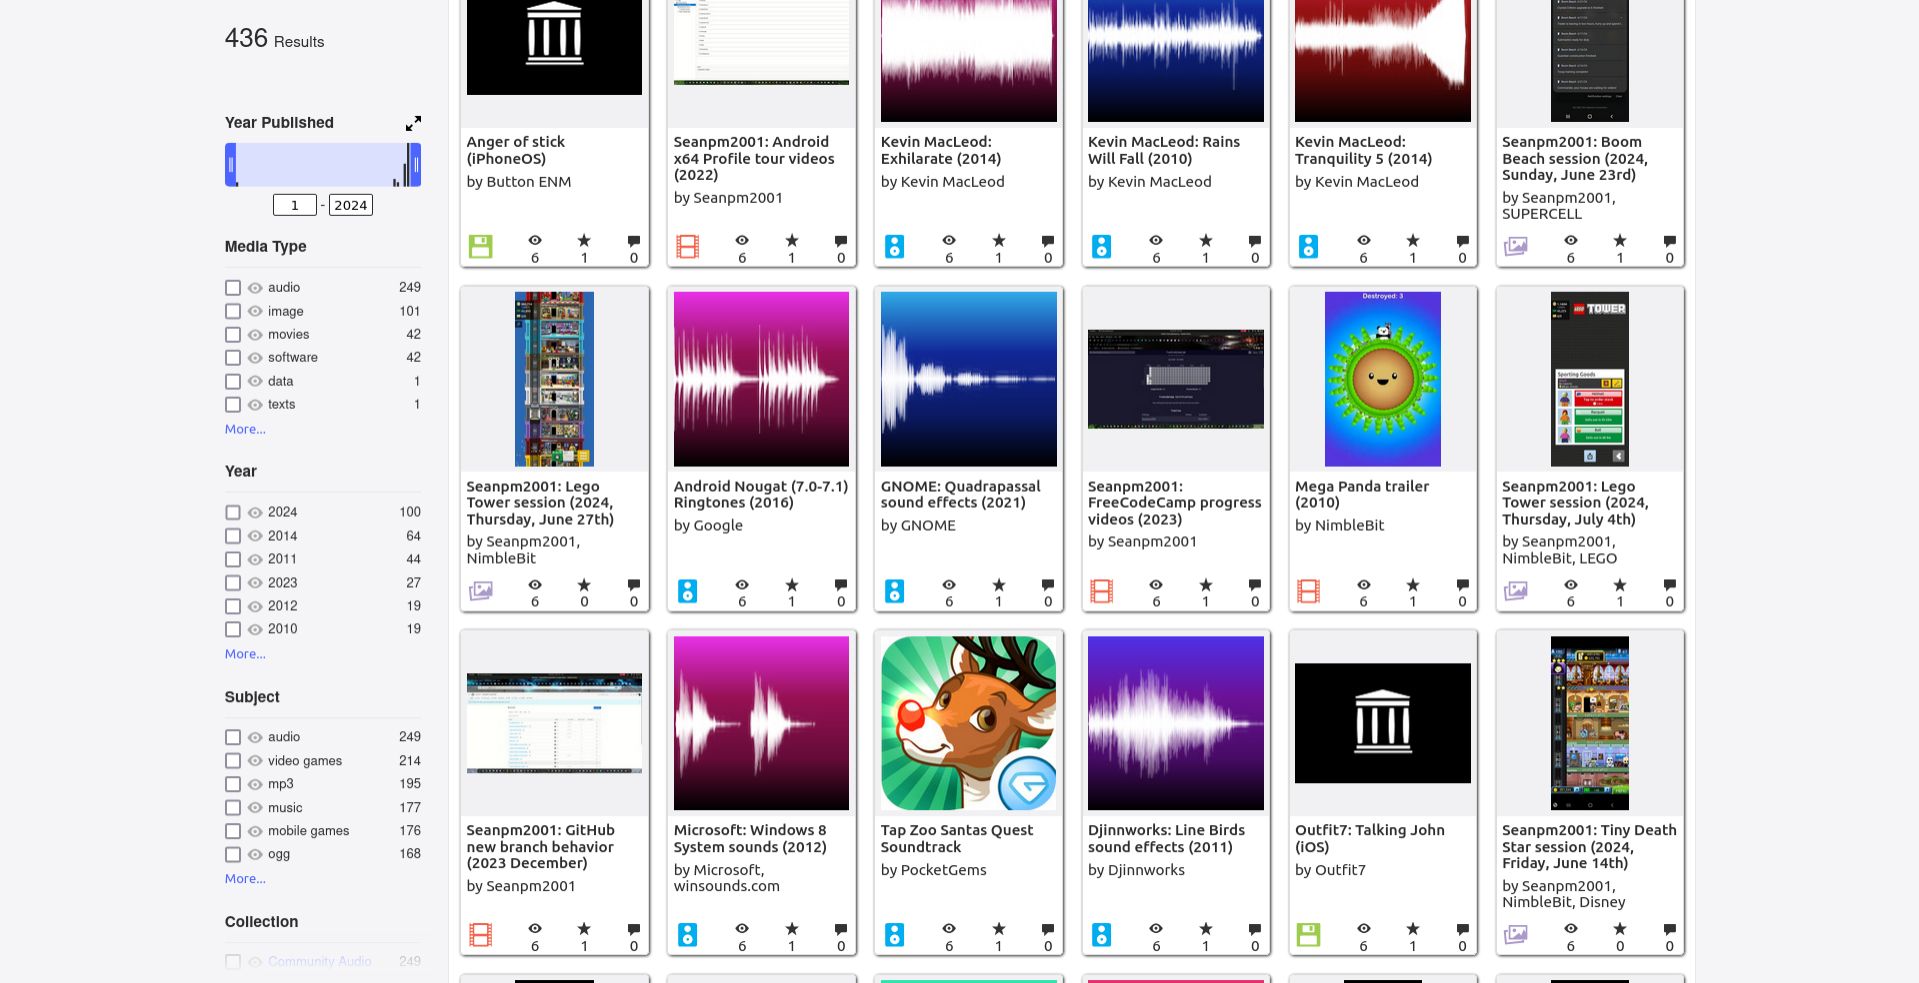 436 Results
Year Published
1 - 2024
Media Type
audio 249
image 101
movies 42
software 42
data 1
texts 1
More...
Year
2024 100
2014 64
2011 44
2023 27
2012 19
2010 19
More...
Subject
audio 249
video games 214
mp3 195
music 177
mobile games 176
ogg 168
More...
Collection
Community Audio 249
Anger of stick
(iPhoneOS)
by Button ENM
6 1 0
Seanpm2001: Android
x64 Profile tour videos
(2022)
by Seanpm2001
6 1 0
Kevin MacLeod:
Exhilarate (2014)
by Kevin MacLeod
6 1 0
Kevin MacLeod: Rains
Will Fall (2010)
by Kevin MacLeod
6 1 0
Kevin MacLeod:
Tranquility 5 (2014)
by Kevin MacLeod
6 1 0
Seanpm2001: Boom
Beach session (2024,
Sunday, June 23rd)
by Seanpm2001,
SUPERCELL
6 1 0
Seanpm2001: Lego
Tower session (2024,
Thursday, June 27th)
by Seanpm2001,
NimbleBit
6 0 0
Android Nougat (7.0-7.1)
Ringtones (2016)
by Google
6 1 0
GNOME: Quadrapassal
sound effects (2021)
by GNOME
6 1 0
Seanpm2001:
FreeCodeCamp progress
videos (2023)
by Seanpm2001
6 1 0
Destroyed: 3
Mega Panda trailer
(2010)
by NimbleBit
6 1 0
LEGO TOWER
Sporting Goods
Seanpm2001: Lego
Tower session (2024,
Thursday, July 4th)
by Seanpm2001,
NimbleBit, LEGO
6 1 0
Seanpm2001: GitHub
new branch behavior
(2023 December)
by Seanpm2001
6 1 0
Microsoft: Windows 8
System sounds (2012)
by Microsoft,
winsounds.com
6 1 0
Tap Zoo Santas Quest
Soundtrack
by PocketGems
6 1 0
Djinnworks: Line Birds
sound effects (2011)
by Djinnworks
6 1 0
Outfit7: Talking John
(iOS)
by Outfit7
6 1 0
Seanpm2001: Tiny Death
Star session (2024,
Friday, June 14th)
by Seanpm2001,
NimbleBit, Disney
6 0 0